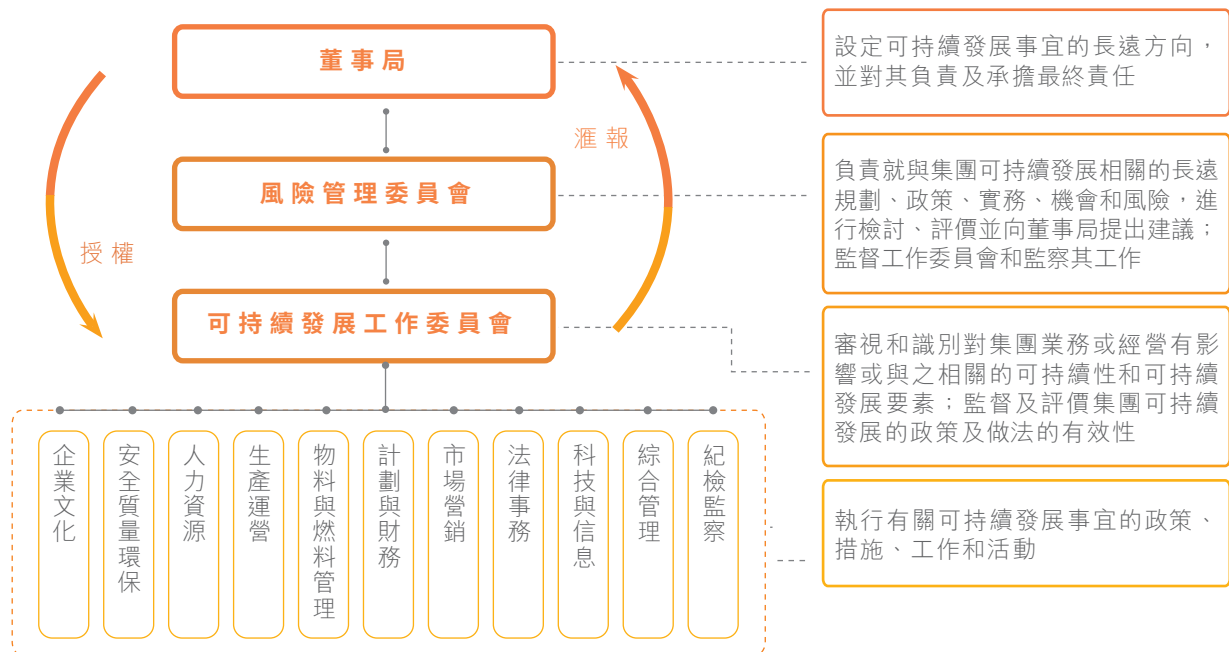 董事局
設定可持續發展事宜的長遠方向，
並對其負責及承擔最終責任
滙報
風險管理委員會
負責就與集團可持續發展相關的長遠
規劃、政策、實務、機會和風險，進
行檢討、評價並向董事局提出建議；
監督工作委員會和監察其工作
授權
可持續發展工作委員會
審視和識別對集團業務或經營有影
響或與之相關的可持續性和可持續
發展要素；監督及評價集團可持續
發展的政策及做法的有效性
企業文化
安全質量環保
人力資源
生產運營
物料與燃料管理
計劃與財務
市場營銷
法律事務
科技與信息
綜合管理
紀檢監察
執行有關可持續發展事宜的政策、
措施、工作和活動